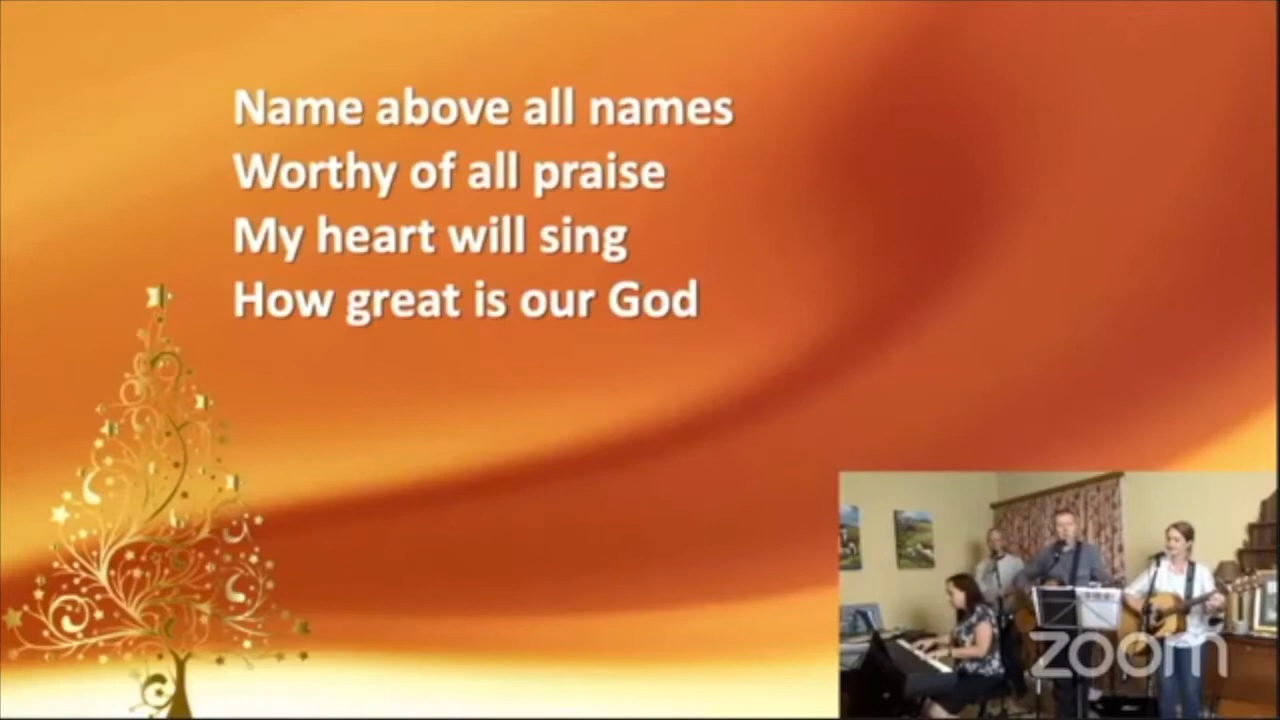 Name above all names
Worthy of all praise
My heart will sing
How great is our God
zoom